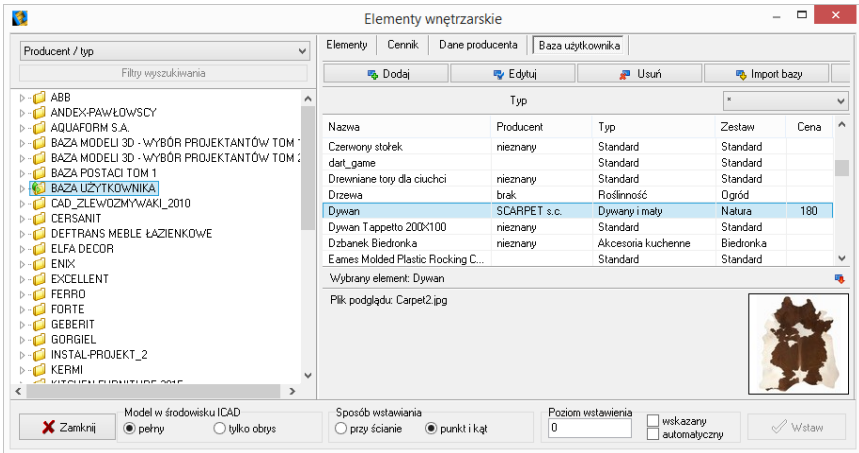 Elementy wnętrzarskie
Producent / typ
Filtry wyszukiwania
ABB
ANDEX-PAWŁOWSCY
AQUAFORM S.A.
BAZA MODELI 3D - WYBÓR PROJEKTANTÓW TOM
BAZA MODELI 3D - WYBÓR PROJEKTANTÓW TOM
BAZA POSTACI TOM 1
BAZA UŻYTKOWNIKA
CAD_ZLEWOZMYWAKI_2010
CERSANIT
DEFTRANS MEBLE ŁAZIENKOWE
ELFA DECOR
ENIX
EXCELLENT
FERRO
FORTE
GEBERIT
GORGIEL
INSTAL-PROJEKT_2
KERMI
Elementy Cennik Dane producenta Baza użytkownika
Dodaj Edytuj Usuń Import bazy
Typ *
Nazwa Producent Typ Zestaw Cena
Czerwony stołek nieznany Standard Standard
dart_game Standard Standard
Drewniane tory dla ciuchci nieznany Standard Standard
Drzewa brak Roślinność Ogród
Dywan SCARPET s.c. Dywany i maty Natura 180
Dywan Tappetto 200X100 nieznany Standard Standard
Dzbanek Biedronka nieznany Akcesoria kuchenne Biedronka
Eames Molded Plastic Rocking C... Standard Standard
Wybrany element: Dywan
Plik podglądu: Carpet2.jpg
Zamknij
Model w środowisku ICAD
pełny tylko obrys
Sposób wstawiania
przy ścianie punkt i kąt
Poziom wstawienia
0
wskazany
automatyczny
Wstaw